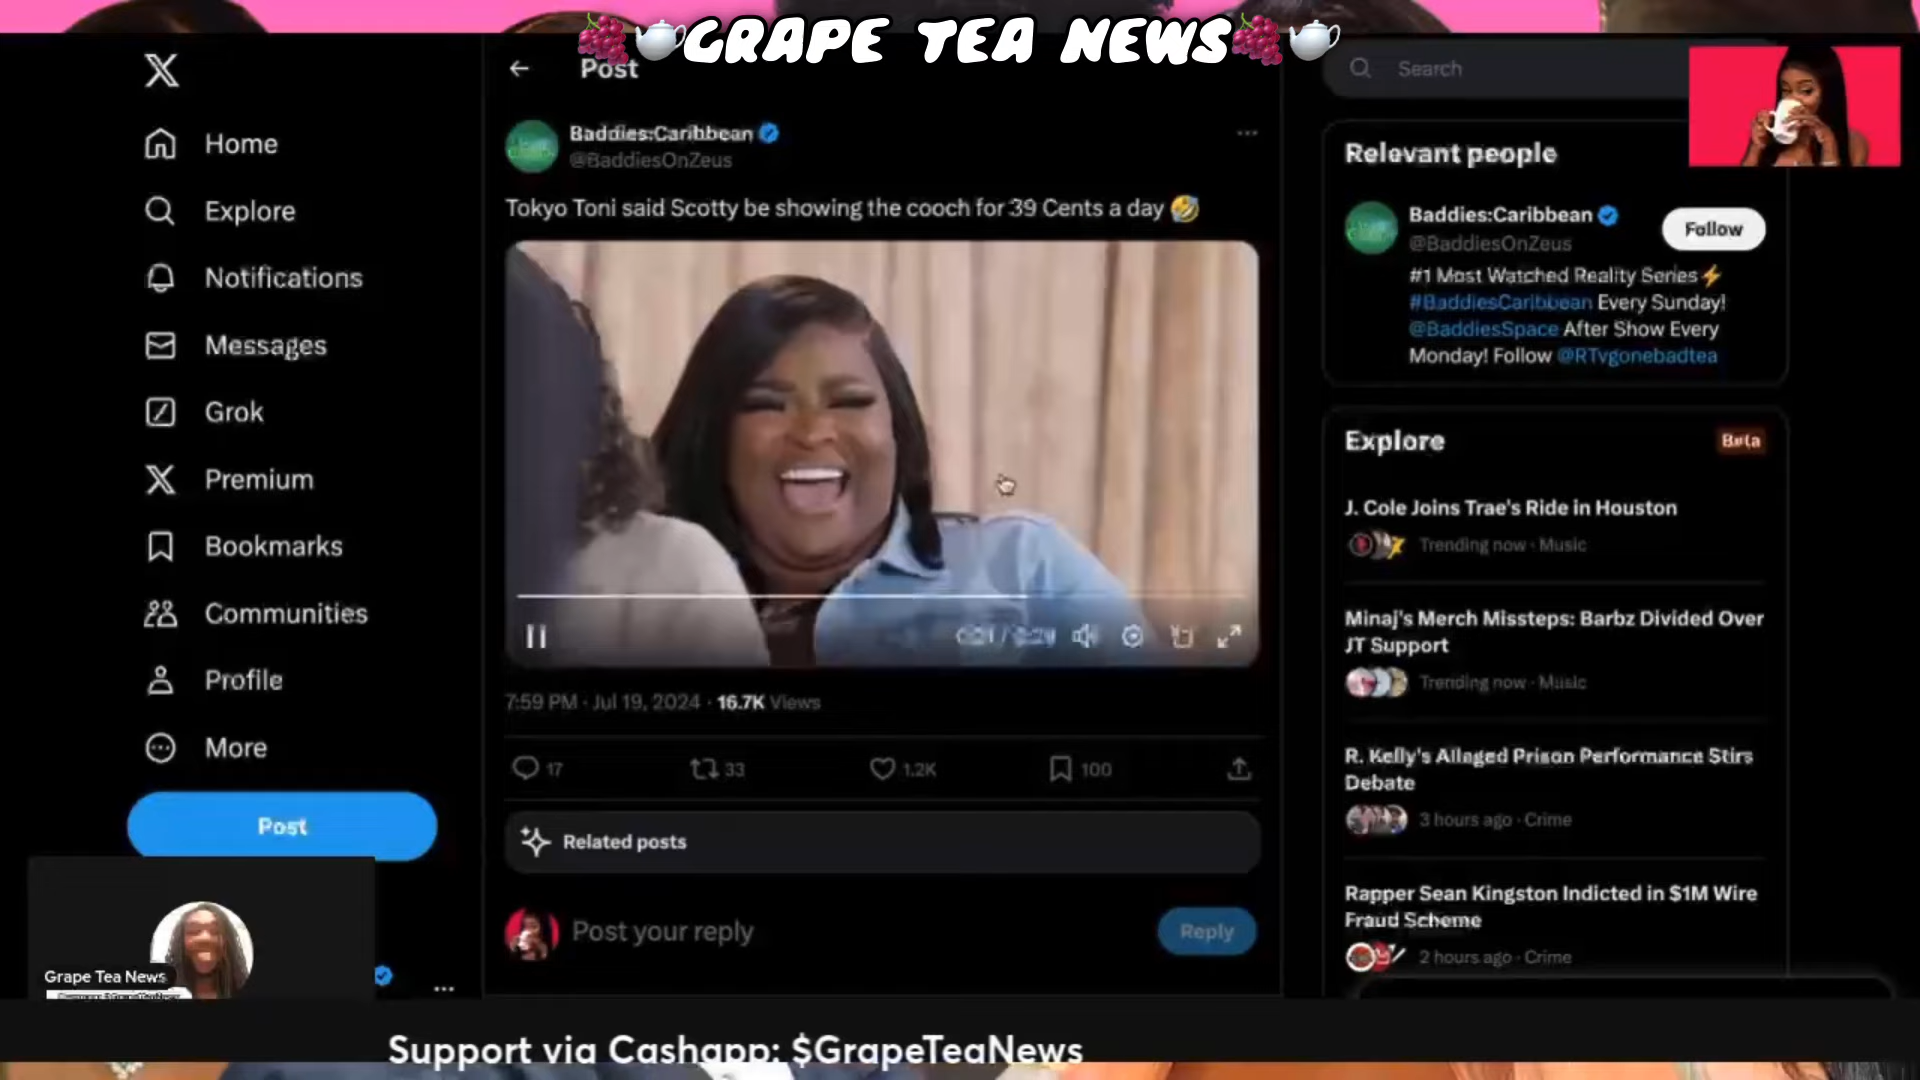 GRAPE TEA NEWS
Post
Search
Home
Explore
Notifications
Messages
Grok
Premium
Bookmarks
Communities
Profile
More
Post
Baddies:Caribbean
@BaddiesOnZeus
Tokyo Toni said Scotty be showing the cooch for 39 Cents a day 🤣
7:59 PM · Jul 19, 2024 · 16.7K Views
17
33
1.2K
100
Related posts
Post your reply
Reply
Relevant people
Baddies:Caribbean
@BaddiesOnZeus
Follow
#1 Most Watched Reality Series⚡
#BaddiesCaribbean Every Sunday!
@BaddiesSpace After Show Every
Monday! Follow @RTvgonebadtea
Explore
Beta
J. Cole Joins Trae's Ride in Houston
Trending now · Music
Minaj's Merch Missteps: Barbz Divided Over
JT Support
Trending now · Music
R. Kelly's Allaged Prison Performance Stirs
Debate
3 hours ago · Crime
Rapper Sean Kingston Indicted in $1M Wire
Fraud Scheme
2 hours ago · Crime
Grape Tea News
Support via Cashapp: $GrapeTeaNews